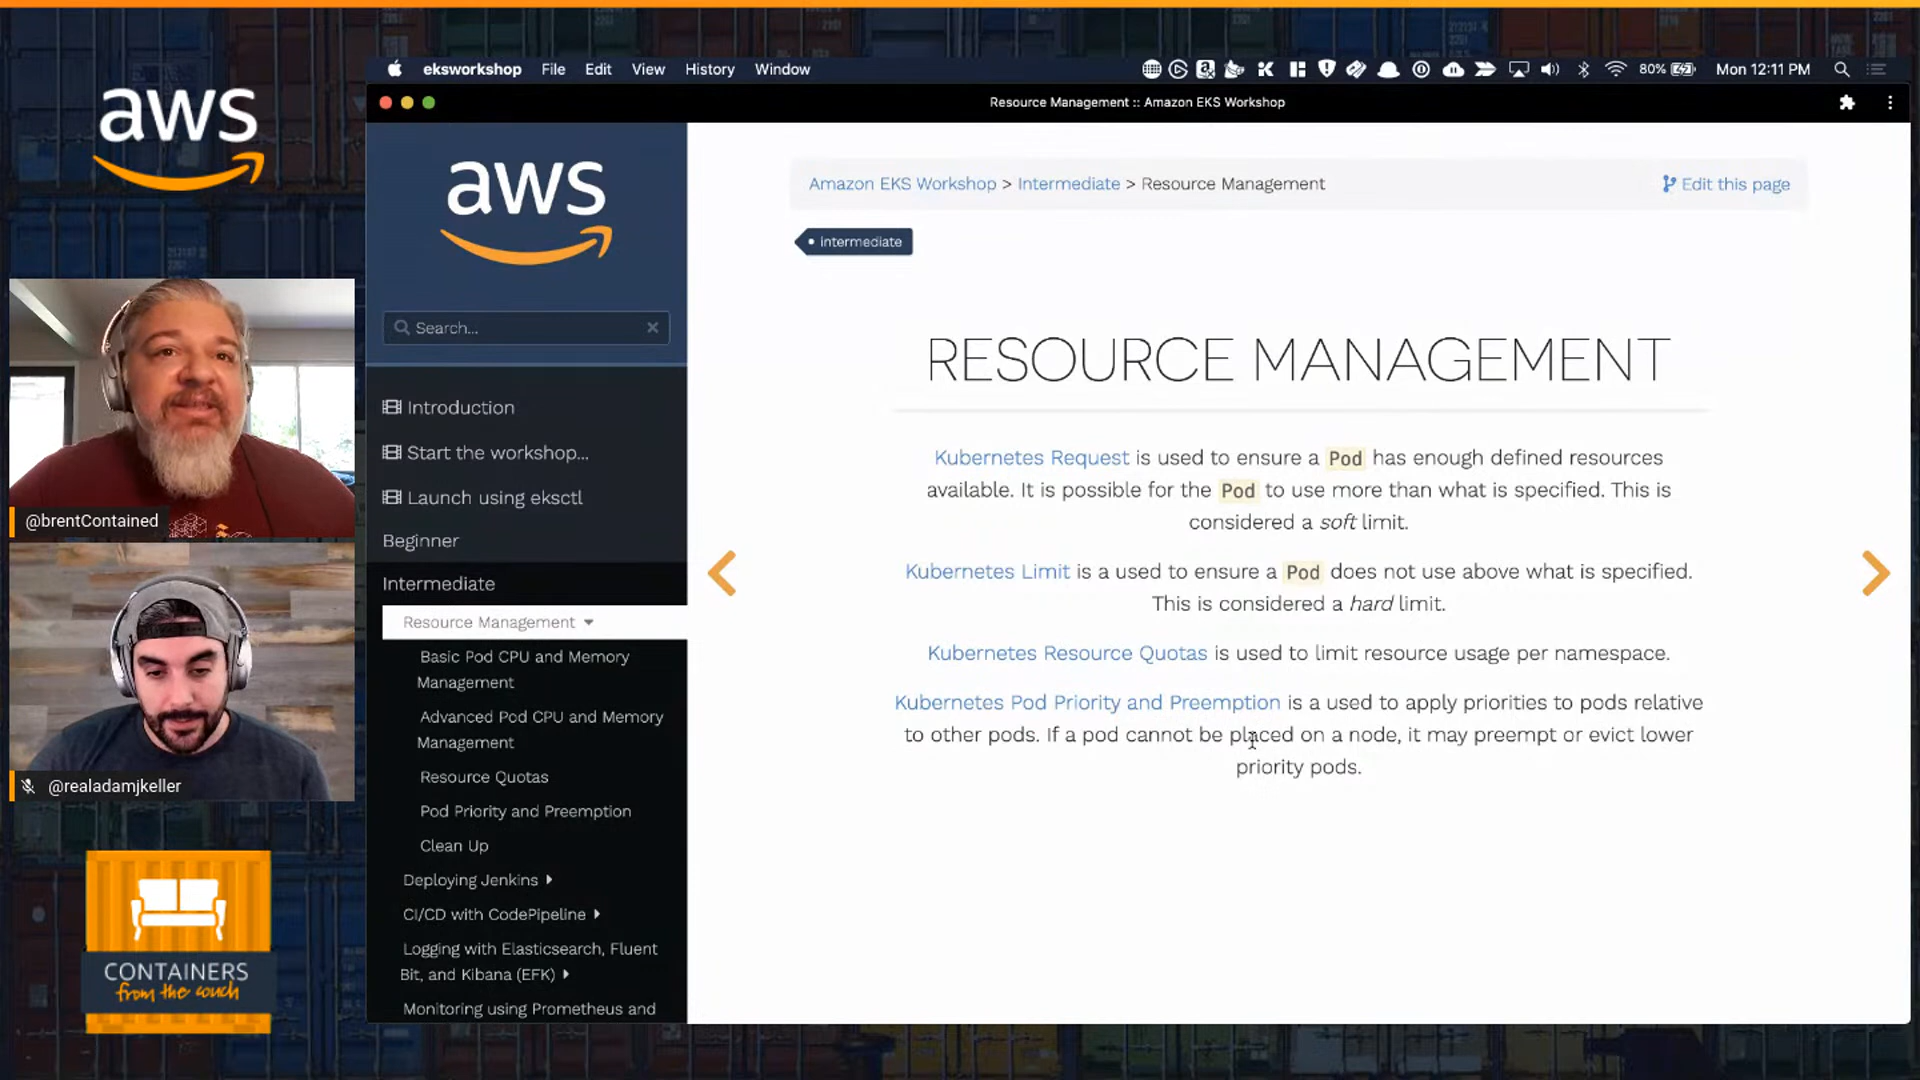 aws
eksworkshop File Edit View History Window
80% Mon 12:11 PM
Resource Management :: Amazon EKS Workshop
aws
Search...
Introduction
Start the workshop...
Launch using eksctl
Beginner
Intermediate
Resource Management
Basic Pod CPU and Memory
Management
Advanced Pod CPU and Memory
Management
Resource Quotas
Pod Priority and Preemption
Clean Up
Deploying Jenkins
CI/CD with CodePipeline
Logging with Elasticsearch, Fluent
Bit, and Kibana (EFK)
Monitoring using Prometheus and
Amazon EKS Workshop > Intermediate > Resource Management
Edit this page
intermediate
RESOURCE MANAGEMENT
Kubernetes Request is used to ensure a Pod has enough defined resources
available. It is possible for the Pod to use more than what is specified. This is
considered a soft limit.
Kubernetes Limit is a used to ensure a Pod does not use above what is specified.
This is considered a hard limit.
Kubernetes Resource Quotas is used to limit resource usage per namespace.
Kubernetes Pod Priority and Preemption is a used to apply priorities to pods relative
to other pods. If a pod cannot be placed on a node, it may preempt or evict lower
priority pods.
@brentContained
@realadamjkeller
CONTAINERS
from the couch